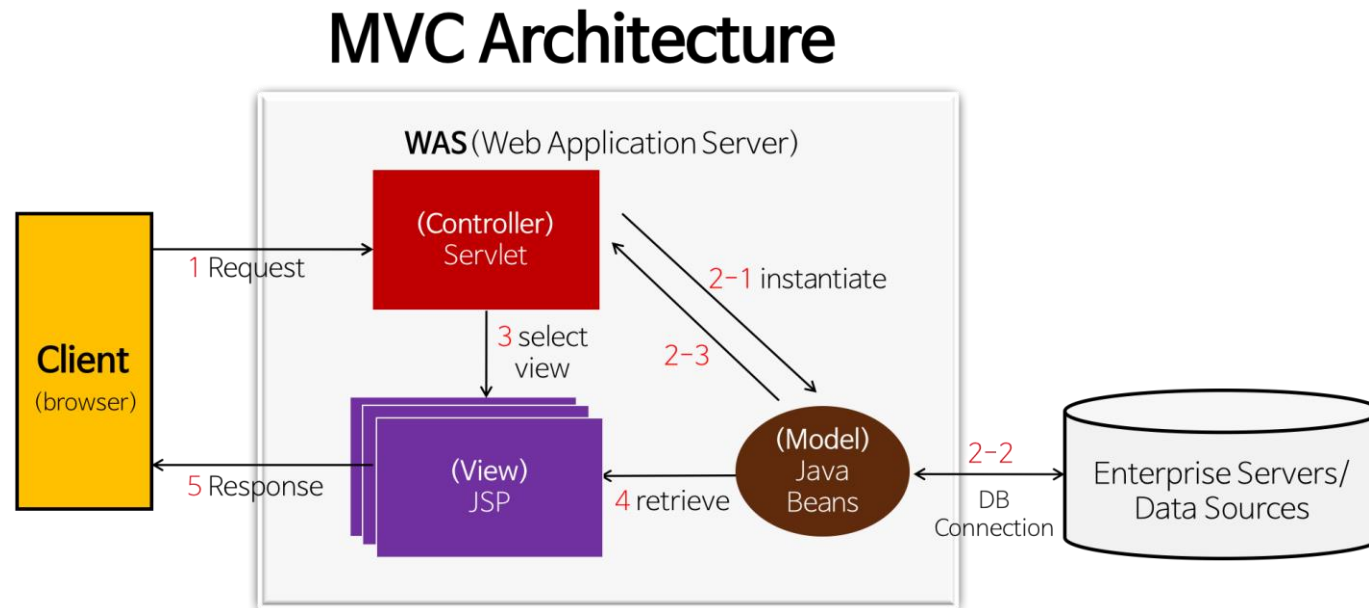 MVC Architecture
WAS(Web Application Server)
(Controller)
Servlet
1 Request
2-1 instantiate
3 select
view
2-3
Client
(browser)
(View)
JSP
5 Response
4 retrieve
(Model)
Java
Beans
2-2
DB
Connection
Enterprise Servers/
Data Sources